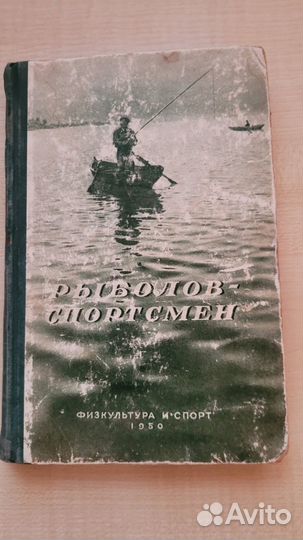 РЫБОЛОВ-
СПОРТСМЕН
ФИЗКУЛЬТУРА И СПОРТ
1950
Avito